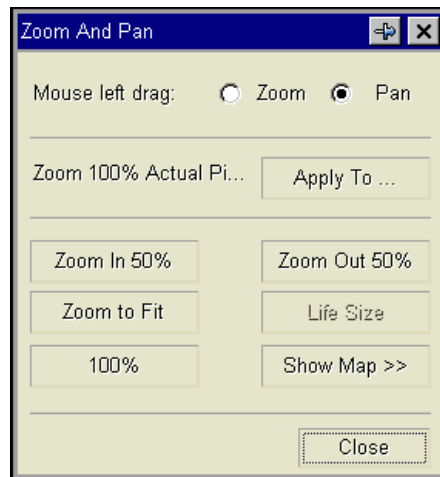 Zoom And Pan
Mouse left drag: Zoom Pan
Zoom 100% Actual Pi... Apply To ...
Zoom In 50% Zoom Out 50%
Zoom to Fit Life Size
100% Show Map >>
Close